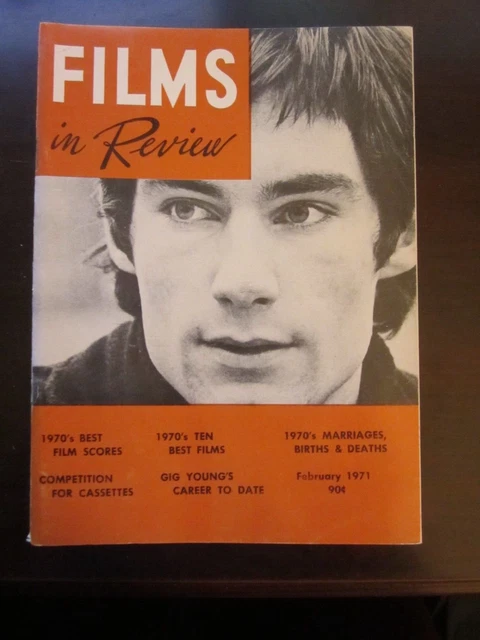 FILMS
in Review
1970's BEST
FILM SCORES
1970's TEN
BEST FILMS
1970's MARRIAGES,
BIRTHS & DEATHS
COMPETITION
FOR CASSETTES
GIG YOUNG'S
CAREER TO DATE
February 1971
90¢